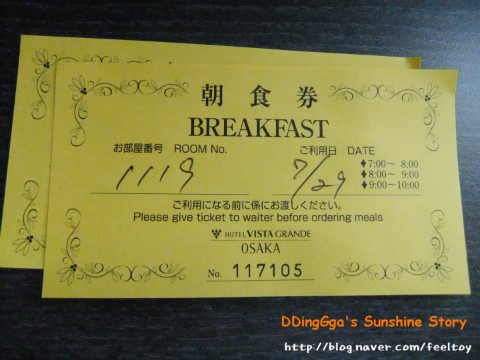 朝食券
BREAKFAST
お部屋番号 ROOM No. ご利用日 DATE
1119 7/29
♦7:00〜 8:00
♦8:00〜 9:00
♦9:00〜10:00
ご利用になる前に係にお渡しください。
Please give ticket to waiter before ordering meals
HOTEL VISTA GRANDE
OSAKA
No. 117105
DDingGga's Sunshine Story
http://blog.naver.com/feeltoy